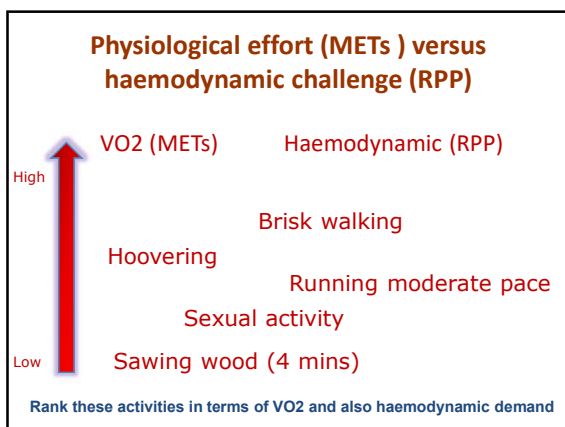 Physiological effort (METs ) versus
haemodynamic challenge (RPP)
VO2 (METs) Haemodynamic (RPP)
High
Brisk walking
Hoovering
Running moderate pace
Sexual activity
Low Sawing wood (4 mins)
Rank these activities in terms of VO2 and also haemodynamic demand